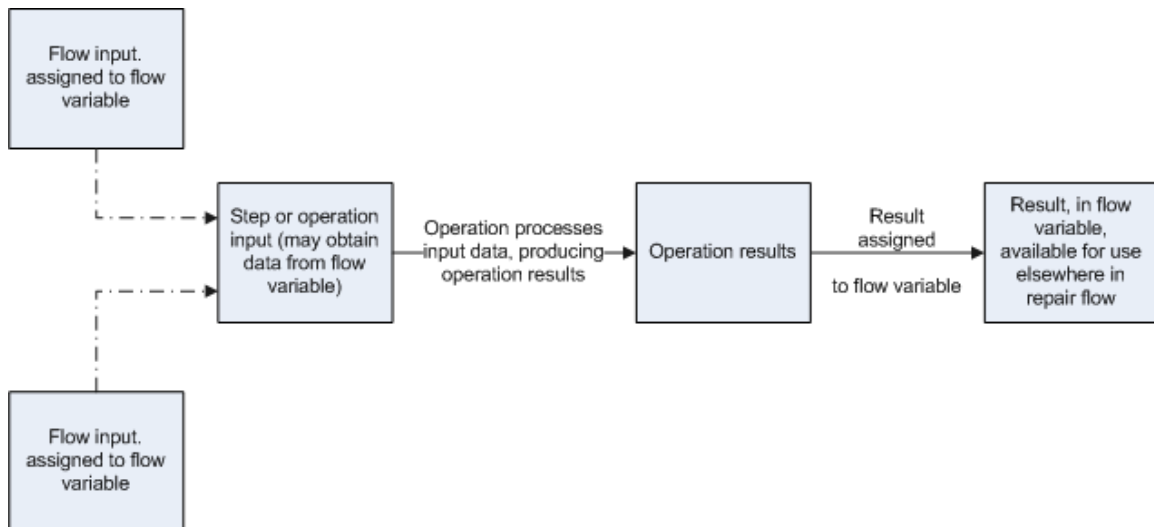 Flow input.
assigned to flow
variable
Step or operation
input (may obtain
data from flow
variable)
Operation processes
input data, producing
operation results
Operation results
Result
assigned
to flow variable
Result, in flow
variable,
available for use
elsewhere in
repair flow
Flow input.
assigned to flow
variable